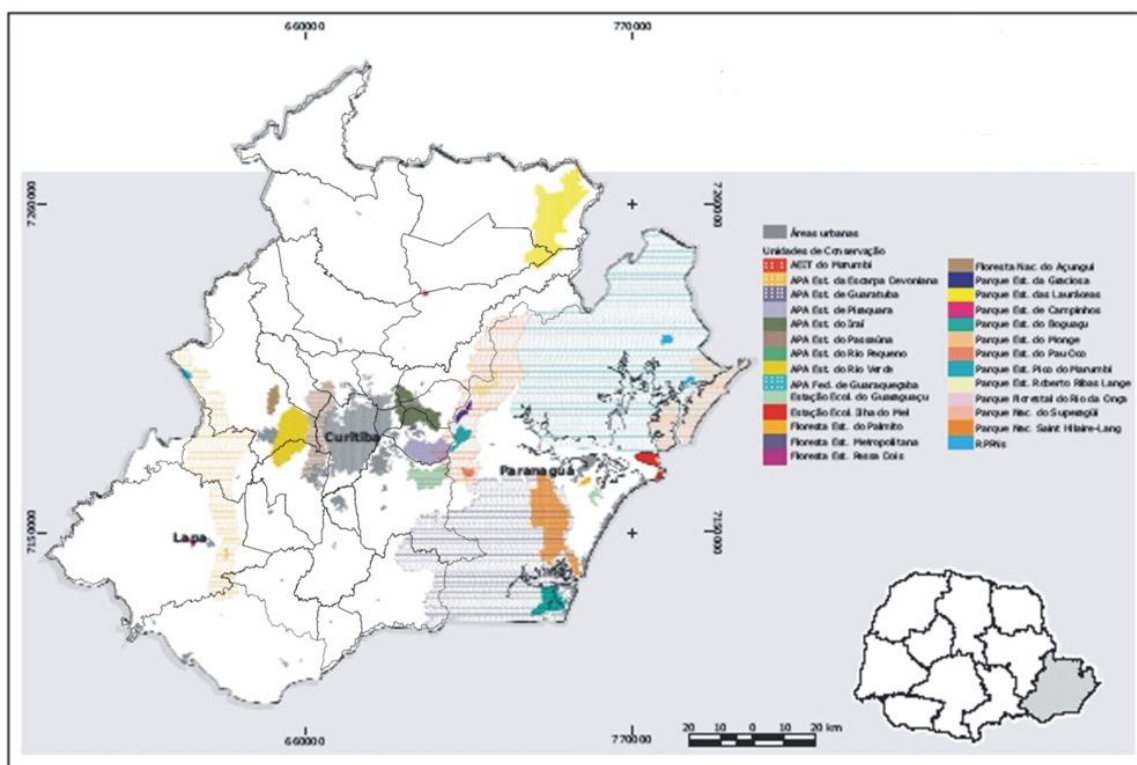 660000
770000
7260000
7260000
Áreas urbanas
Unidades de Conservação
AEIT do Marumbi
APA Est. da Escarpa Devoniana
APA Est. de Guaratuba
APA Est. de Piraquara
APA Est. do Iraí
APA Est. do Passaúna
APA Est. do Rio Pequeno
APA Est. do Rio Verde
APA Fed. de Guaraqueçaba
Estação Ecol. do Guaraguaçu
Estação Ecol. Ilha do Mel
Floresta Est. do Palmito
Floresta Est. Metropolitana
Floresta Est. Passa Dois
Floresta Nac. do Açungui
Parque Est. da Graciosa
Parque Est. das Lauráceas
Parque Est. de Campinhos
Parque Est. do Boguaçu
Parque Est. do Monge
Parque Est. do Pau Oco
Parque Est. Pico do Marumbi
Parque Est. Roberto Ribas Lange
Parque Florestal do Rio da Onça
Parque Nac. do Superagüi
Parque Nac. Saint Hilaire-Lang
RPPNs
Curitiba
Paranaguá
Lapa
7150000
7150000
660000
770000
20 10 0 10 20 km